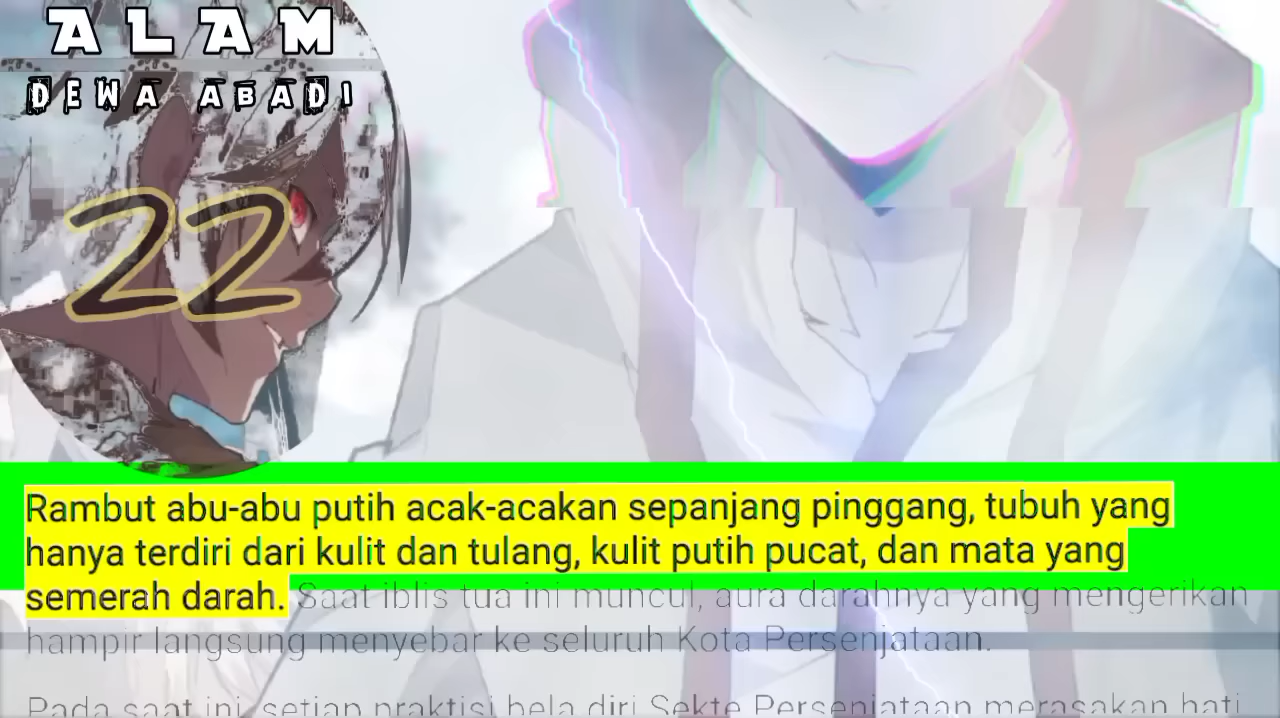 ALAM
DEWA ABADI
22
Rambut abu-abu putih acak-acakan sepanjang pinggang, tubuh yang
hanya terdiri dari kulit dan tulang, kulit putih pucat, dan mata yang
semerah darah. Saat iblis tua ini muncul, aura darahnya yang mengerikan
hampir langsung menyebar ke seluruh Kota Persenjataan.
Pada saat ini, setiap praktisi bela diri Sekte Persenjataan merasakan hati